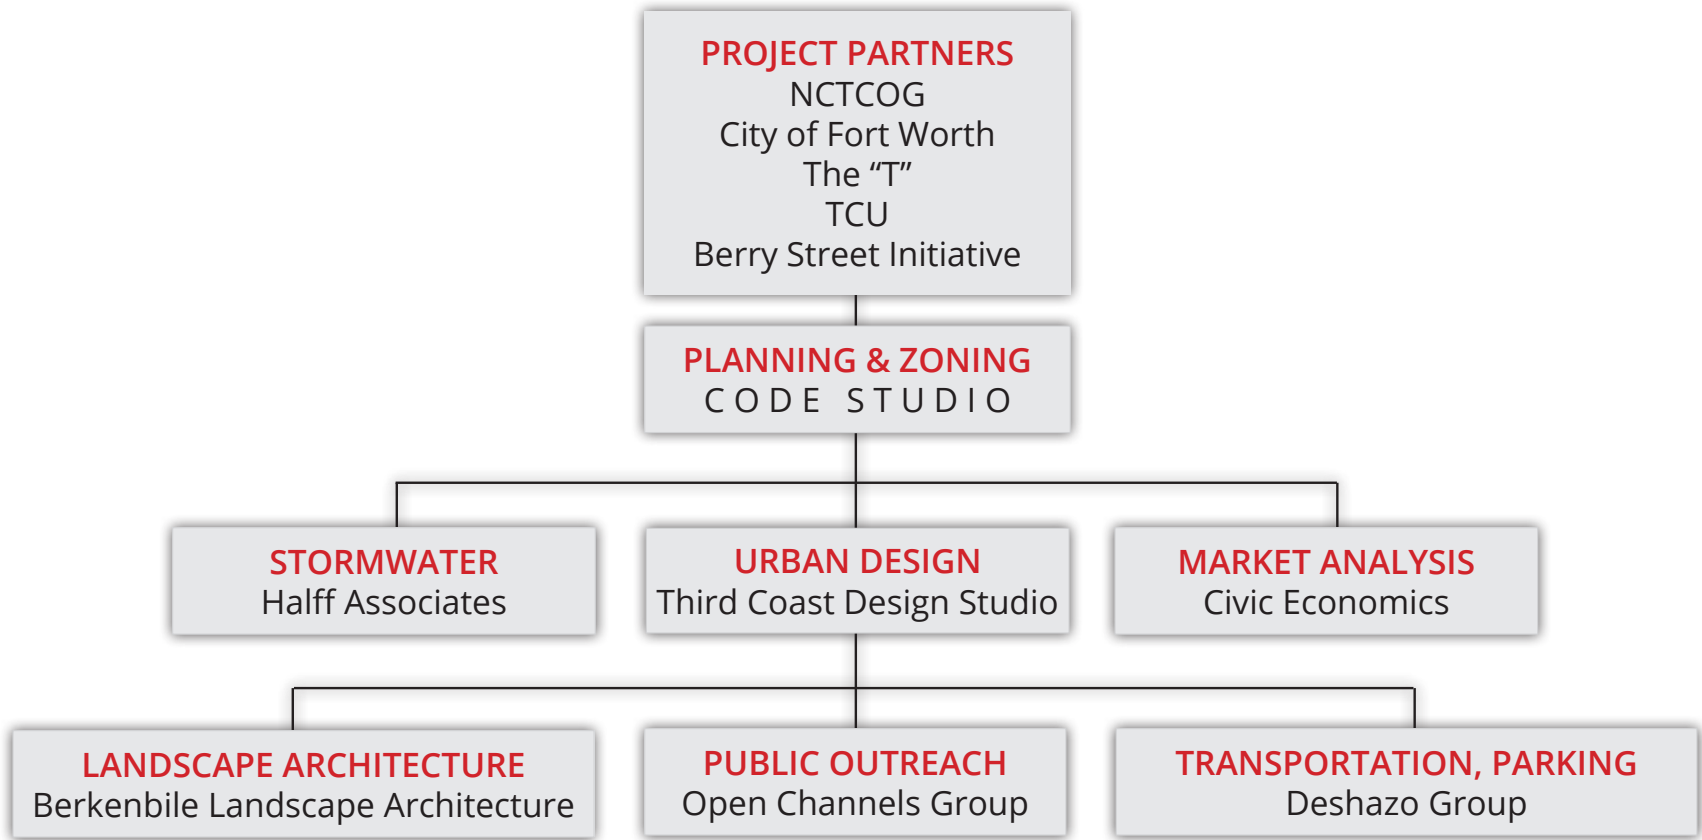 PROJECT PARTNERS
NCTCOG
City of Fort Worth
The “T”
TCU
Berry Street Initiative
PLANNING & ZONING
CODE STUDIO
STORMWATER
Halff Associates
URBAN DESIGN
Third Coast Design Studio
MARKET ANALYSIS
Civic Economics
LANDSCAPE ARCHITECTURE
Berkenbile Landscape Architecture
PUBLIC OUTREACH
Open Channels Group
TRANSPORTATION, PARKING
Deshazo Group